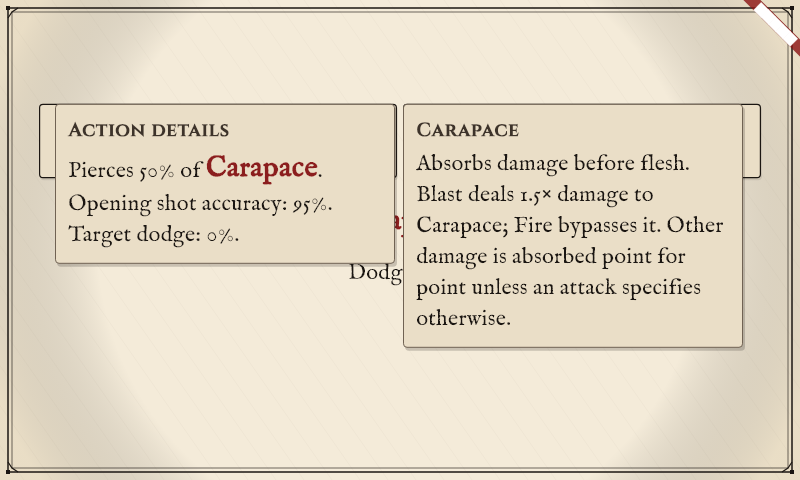 Action details
Pierces 50% of Carapace.
Opening shot accuracy: 95%.
Target dodge: 0%.
Carapace
Absorbs damage before flesh.
Blast deals 1.5× damage to
Carapace; Fire bypasses it. Other
damage is absorbed point for
point unless an attack specifies
otherwise.